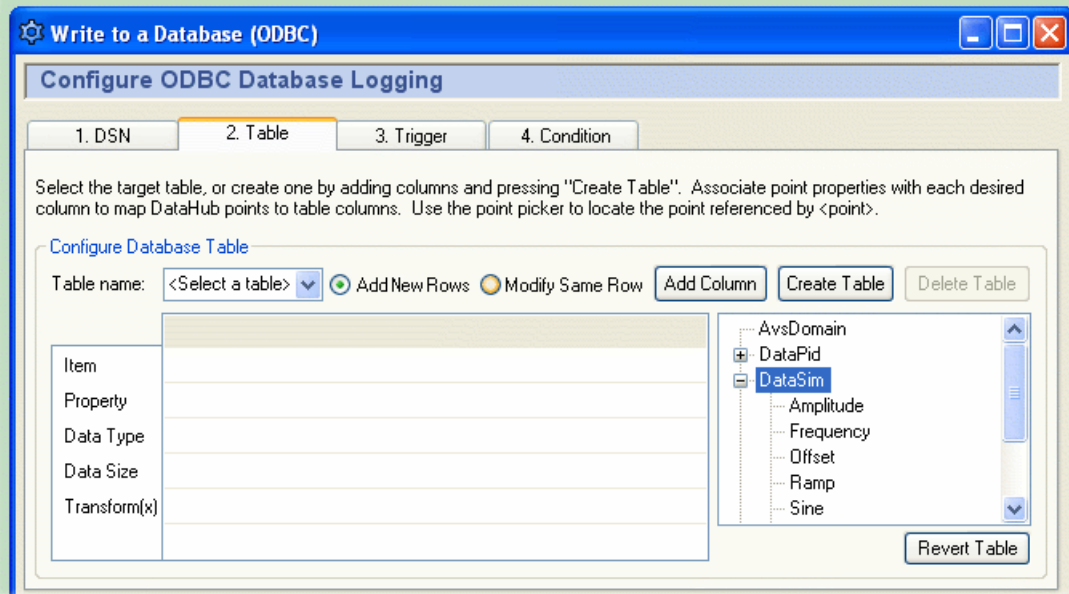 Write to a Database (ODBC)
Configure ODBC Database Logging
1. DSN 2. Table 3. Trigger 4. Condition
Select the target table, or create one by adding columns and pressing "Create Table". Associate point properties with each desired
column to map DataHub points to table columns. Use the point picker to locate the point referenced by <point>.
Configure Database Table
Table name: <Select a table> Add New Rows Modify Same Row Add Column Create Table Delete Table
AvsDomain
Item
DataPid
DataSim
Property
Amplitude
Data Type
Frequency
Offset
Data Size
Ramp
Transform(x)
Sine
Revert Table